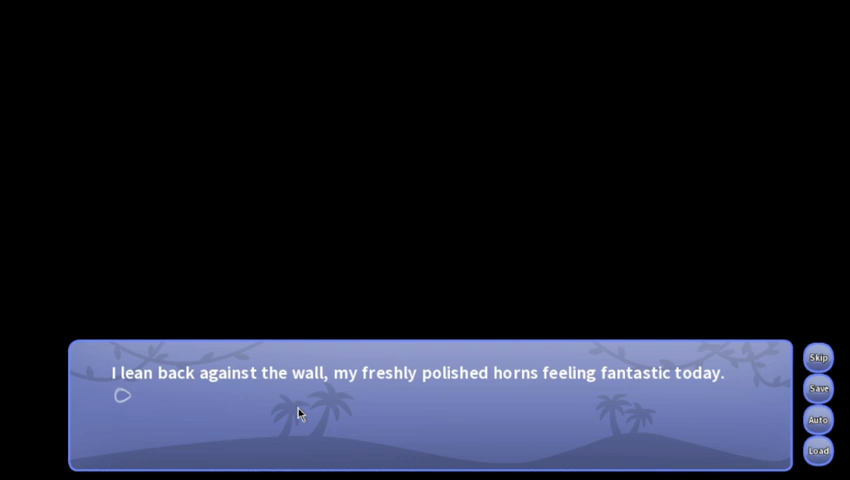 I lean back against the wall, my freshly polished horns feeling fantastic today.
Skip
Save
Auto
Load